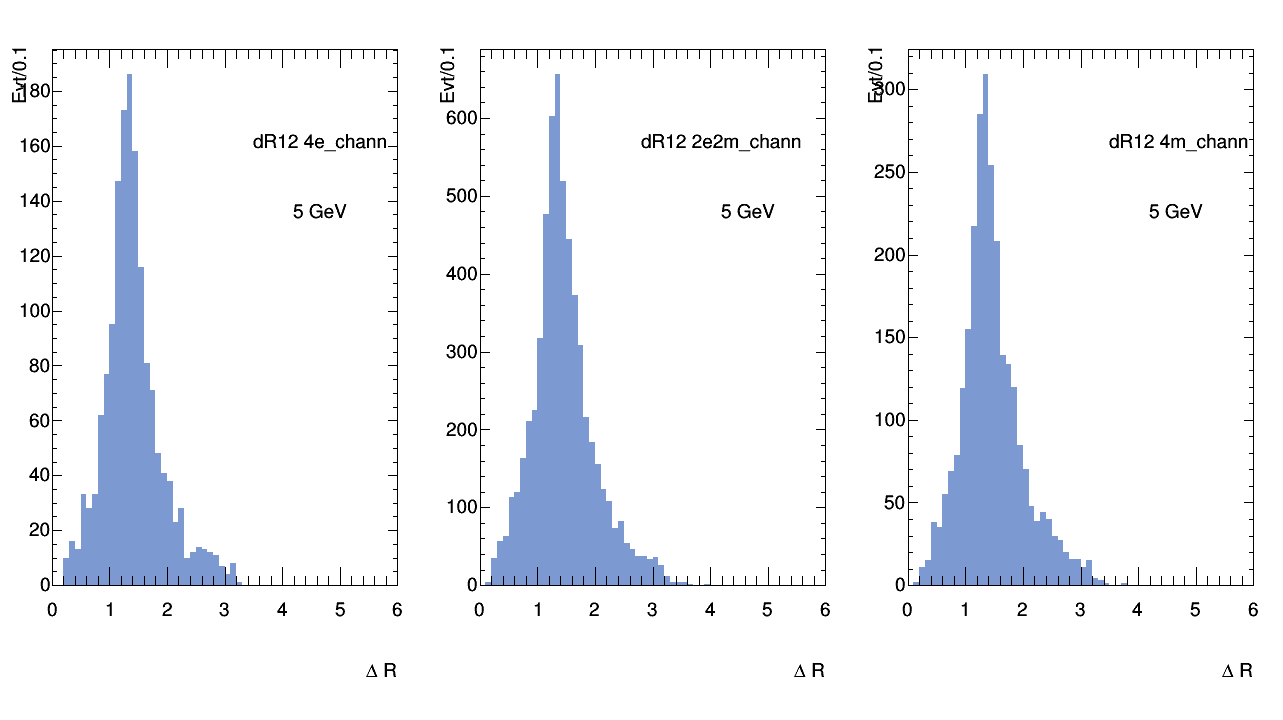 Evt/0.1
180
160
140
120
100
80
60
40
20
0
0 1 2 3 4 5 6
dR12 4e_chann
5 GeV
Δ R
Evt/0.1
600
500
400
300
200
100
0
0 1 2 3 4 5 6
dR12 2e2m_chann
5 GeV
Δ R
Evt/0.1
300
250
200
150
100
50
0
0 1 2 3 4 5 6
dR12 4m_chann
5 GeV
Δ R